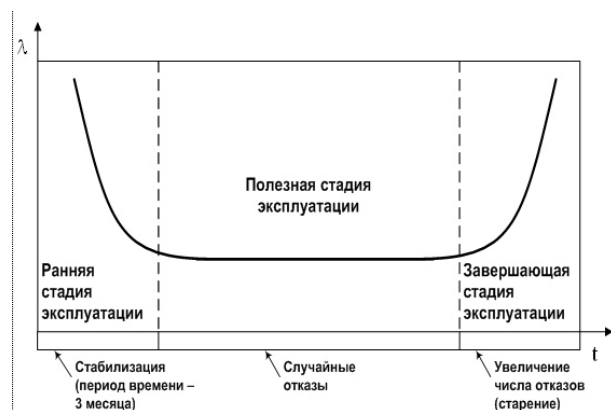 λ
Полезная стадия
эксплуатации
Ранняя
стадия
эксплуатации
Завершающая
стадия
эксплуатации
t
Стабилизация
(период времени –
3 месяца)
Случайные
отказы
Увеличение
числа отказов
(старение)